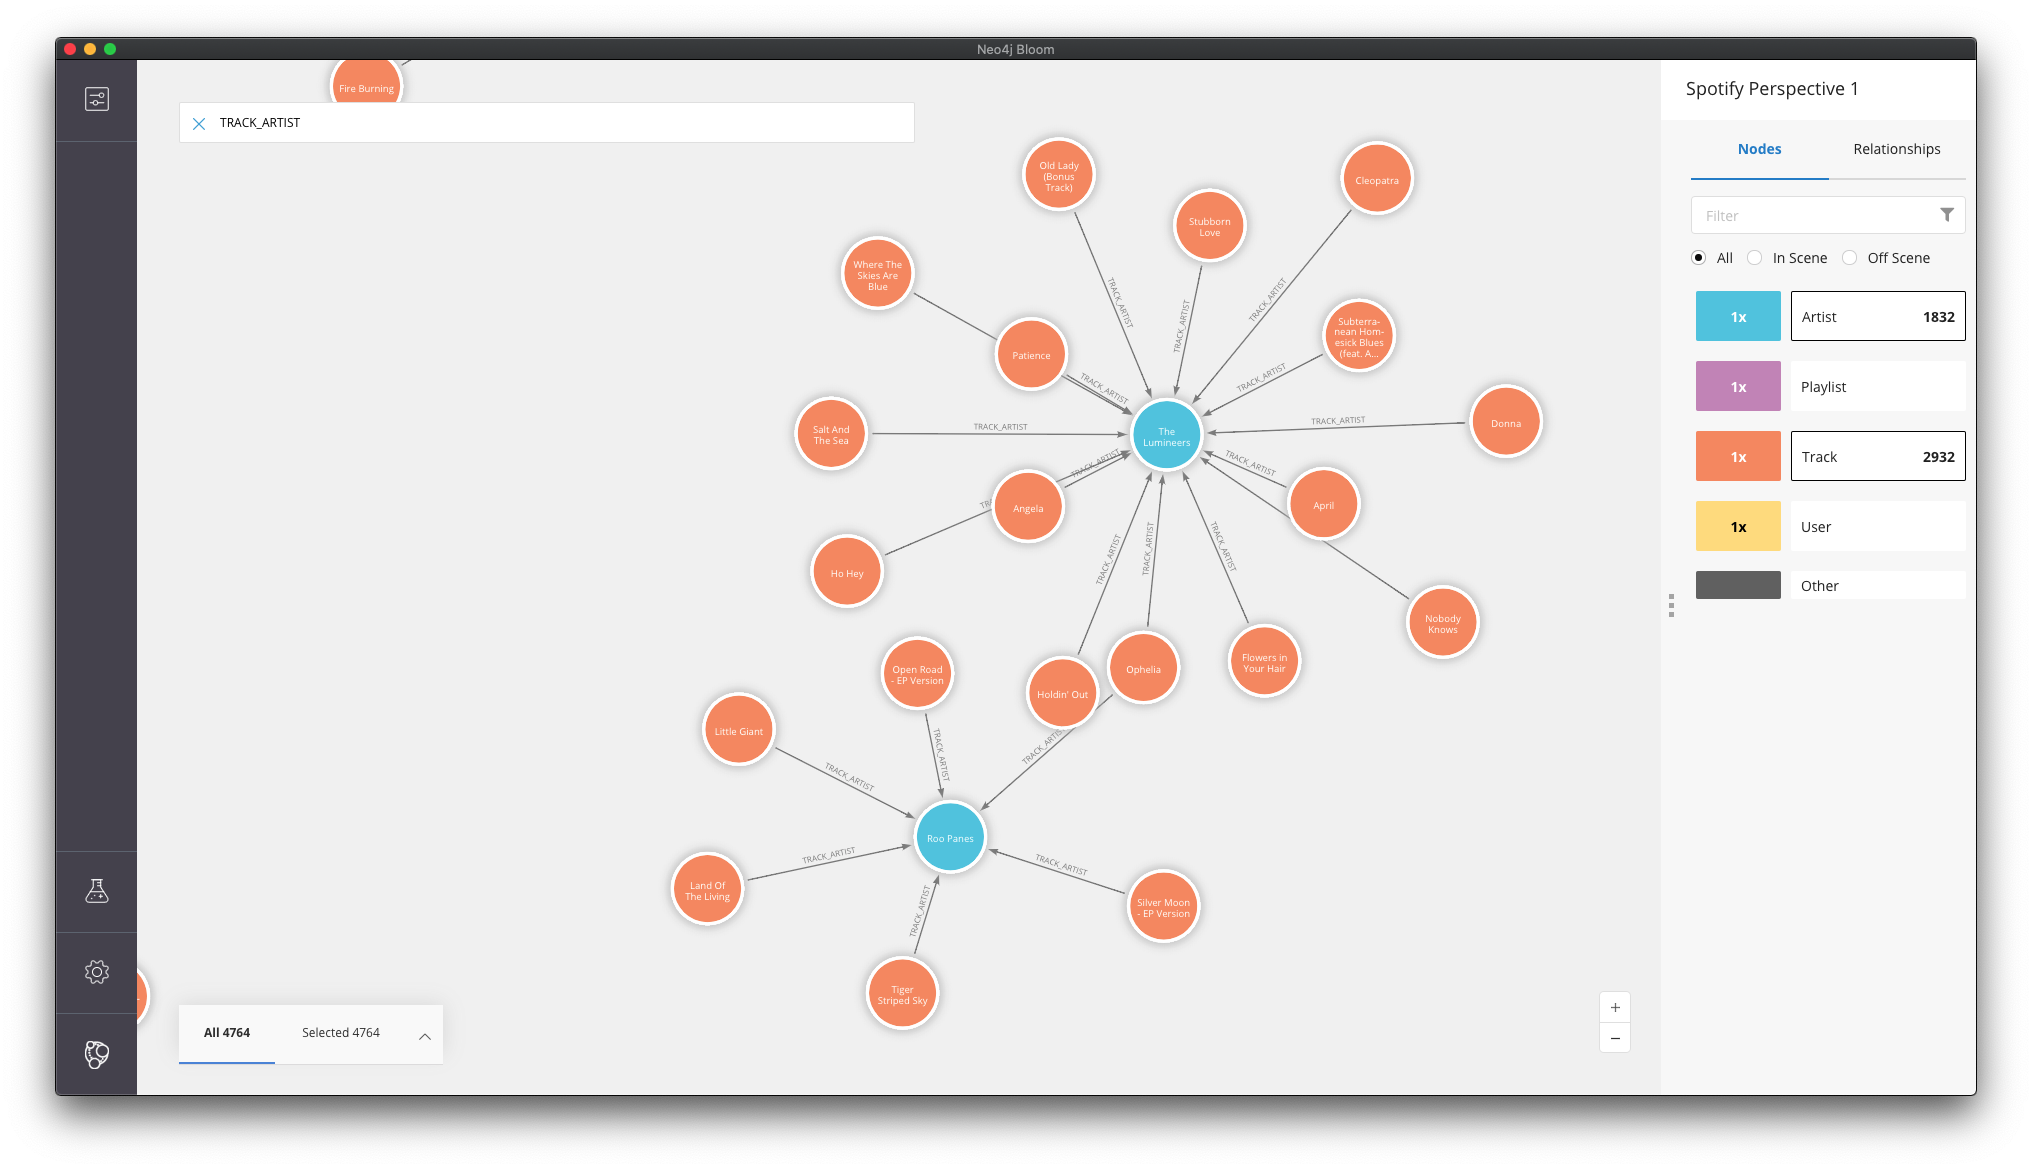 Neo4j Bloom
Fire Burning
TRACK_ARTIST
Old Lady
(Bonus
Track)
Stubborn
Love
Cleopatra
Where The
Skies Are
Blue
TRACK_ARTIST
TRACK_ARTIST
TRACK_ARTIST
Patience
Subterra-
nean Hom-
esick Blues
(feat. A...
TRACK_ARTIST
TRACK_ARTIST
Salt And
The Sea
TRACK_ARTIST
The
Lumineers
TRACK_ARTIST
Donna
TRACK_ARTIST
TRACK_ARTIST
Angela
April
Ho Hey
TRACK_ARTIST
TRACK_ARTIST
TRACK_ARTIST
Nobody
Knows
Open Road
- EP Version
Holdin' Out
Ophelia
Flowers in
Your Hair
Little Giant
TRACK_ARTIST
TRACK_ARTIST
TRACK_ARTIST
Roo Panes
TRACK_ARTIST
TRACK_ARTIST
Land Of
The Living
TRACK_ARTIST
Silver Moon
- EP Version
Tiger
Striped Sky
All 4764
Selected 4764
+
−
Spotify Perspective 1
Nodes
Relationships
Filter
All
In Scene
Off Scene
1x
Artist
1832
1x
Playlist
1x
Track
2932
1x
User
Other